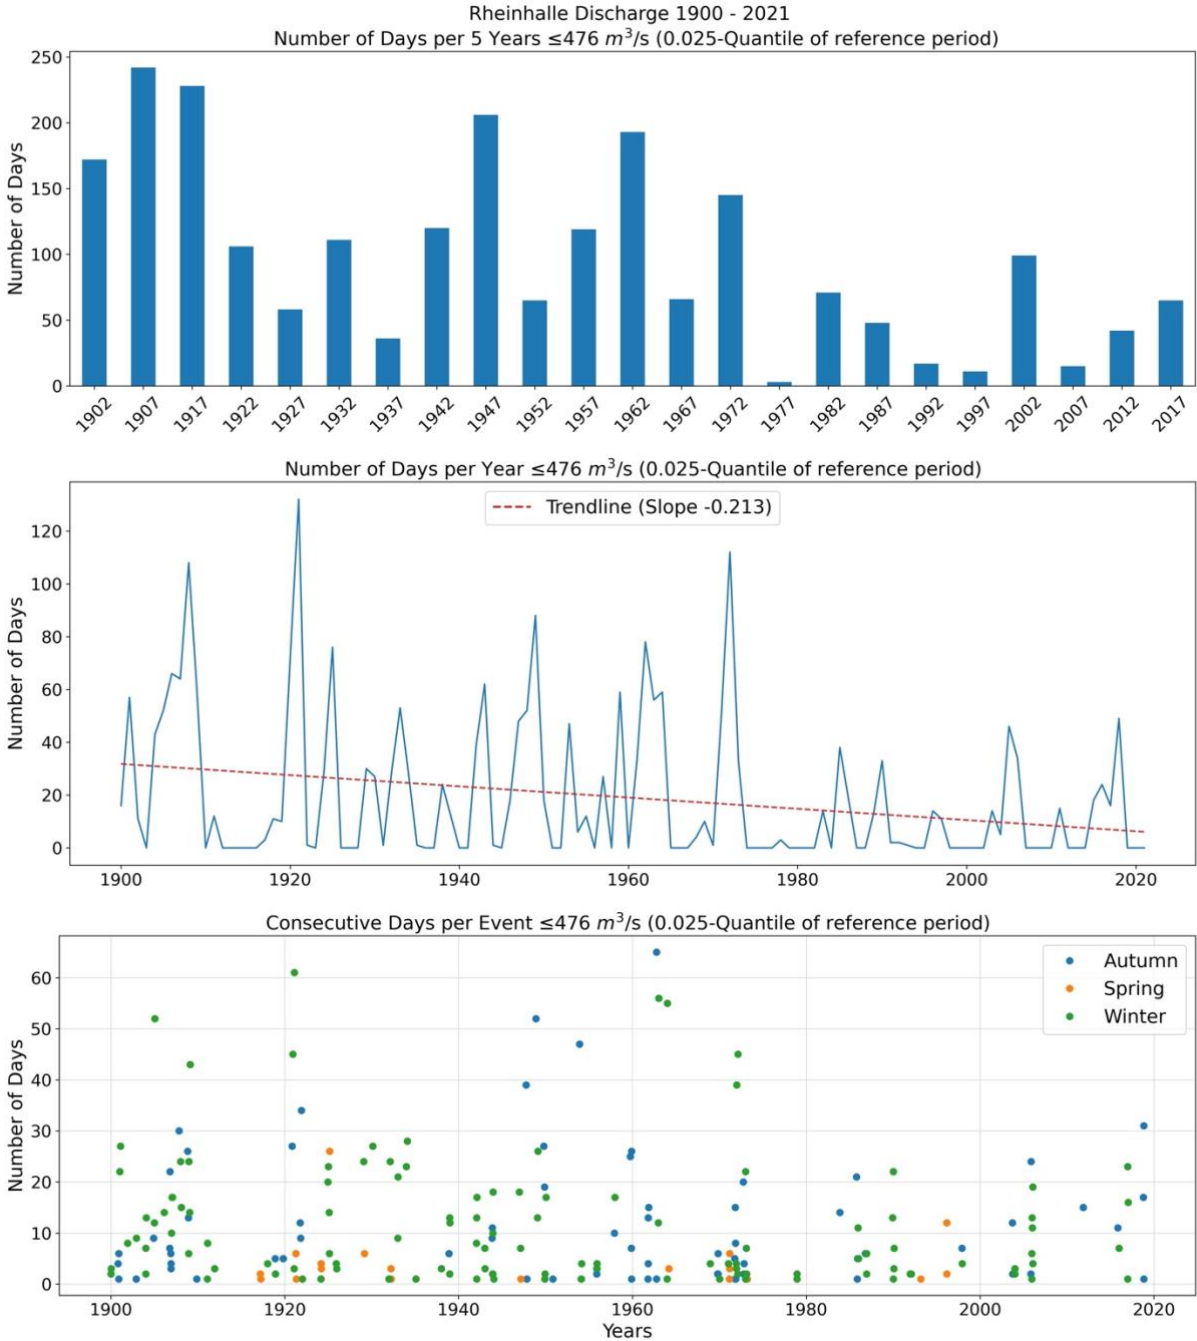 Rheinhalle Discharge 1900 - 2021
Number of Days per 5 Years ≤476 m³/s (0.025-Quantile of reference period)
Number of Days
250
200
150
100
50
0
1902 1907 1917 1922 1927 1932 1937 1942 1947 1952 1957 1962 1967 1972 1977 1982 1987 1992 1997 2002 2007 2012 2017
Number of Days per Year ≤476 m³/s (0.025-Quantile of reference period)
Trendline (Slope -0.213)
Number of Days
120
100
80
60
40
20
0
1900 1920 1940 1960 1980 2000 2020
Consecutive Days per Event ≤476 m³/s (0.025-Quantile of reference period)
Autumn
Spring
Winter
Number of Days
60
50
40
30
20
10
0
1900 1920 1940 1960 1980 2000 2020
Years